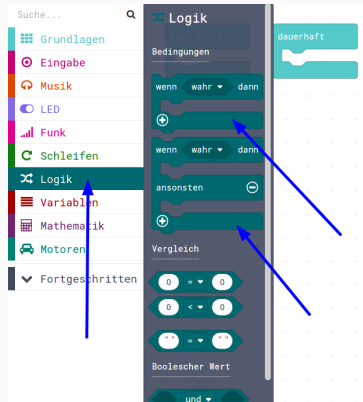 Suche...
Grundlagen
Eingabe
Musik
LED
Funk
Schleifen
Logik
Variablen
Mathematik
Motoren
Fortgeschritten
Logik
Bedingungen
wenn wahr dann
wenn wahr dann
ansonsten
Vergleich
0 = 0
0 < 0
" " = " "
Boolescher Wert
und
dauerhaft